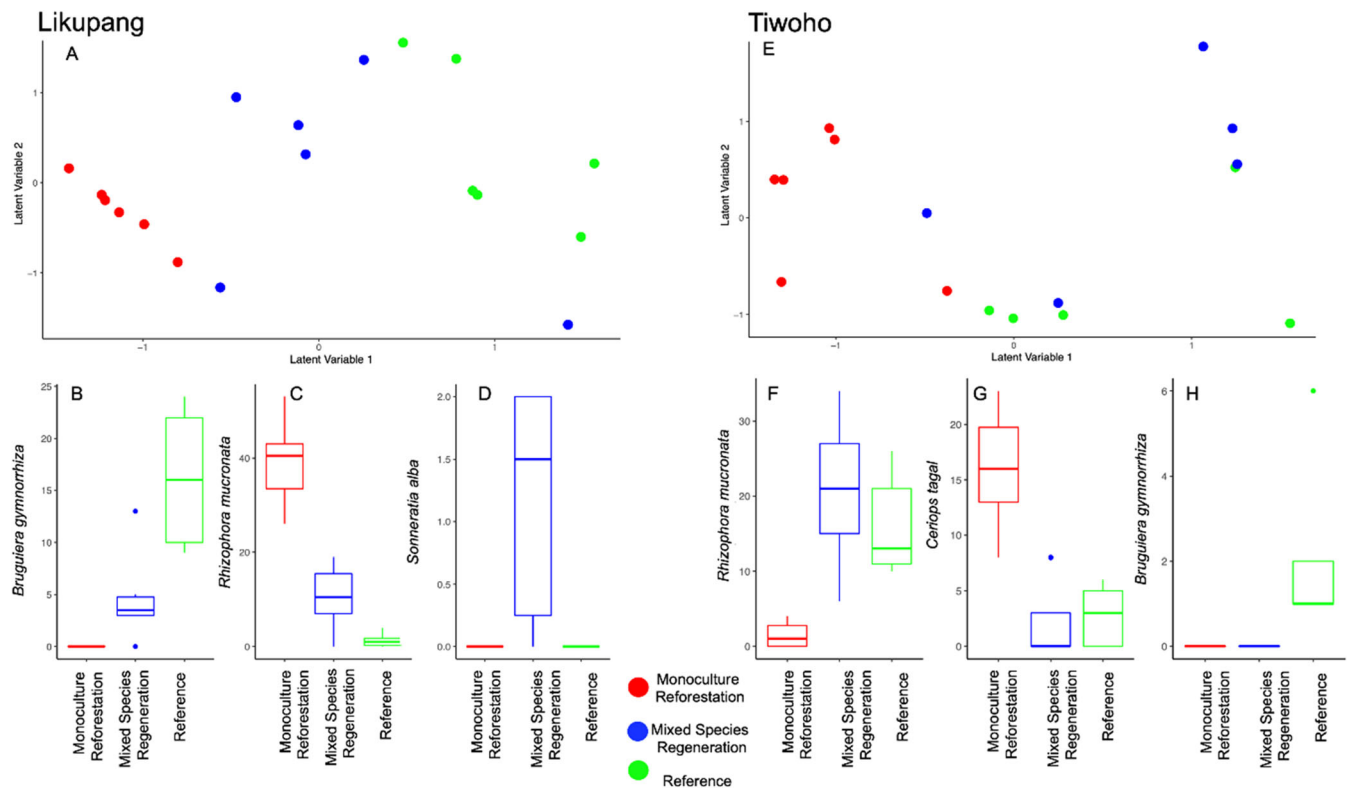 Likupang
A
Latent Variable 2
1
0
−1
−1
0
1
Latent Variable 1
B
Bruguiera gymnorrhiza
25
20
15
10
5
0
Monoculture
Reforestation
Mixed Species
Regeneration
Reference
C
Rhizophora mucronata
40
20
0
Monoculture
Reforestation
Mixed Species
Regeneration
Reference
D
Sonneratia alba
2.0
1.5
1.0
0.5
0.0
Monoculture
Reforestation
Mixed Species
Regeneration
Reference
Monoculture
Reforestation
Mixed Species
Regeneration
Reference
Tiwoho
E
Latent Variable 2
1
0
−1
−1
0
1
Latent Variable 1
F
Rhizophora mucronata
30
20
10
0
Monoculture
Reforestation
Mixed Species
Regeneration
Reference
G
Ceriops tagal
20
15
10
5
0
Monoculture
Reforestation
Mixed Species
Regeneration
Reference
H
Bruguiera gymnorrhiza
6
4
2
0
Monoculture
Reforestation
Mixed Species
Regeneration
Reference